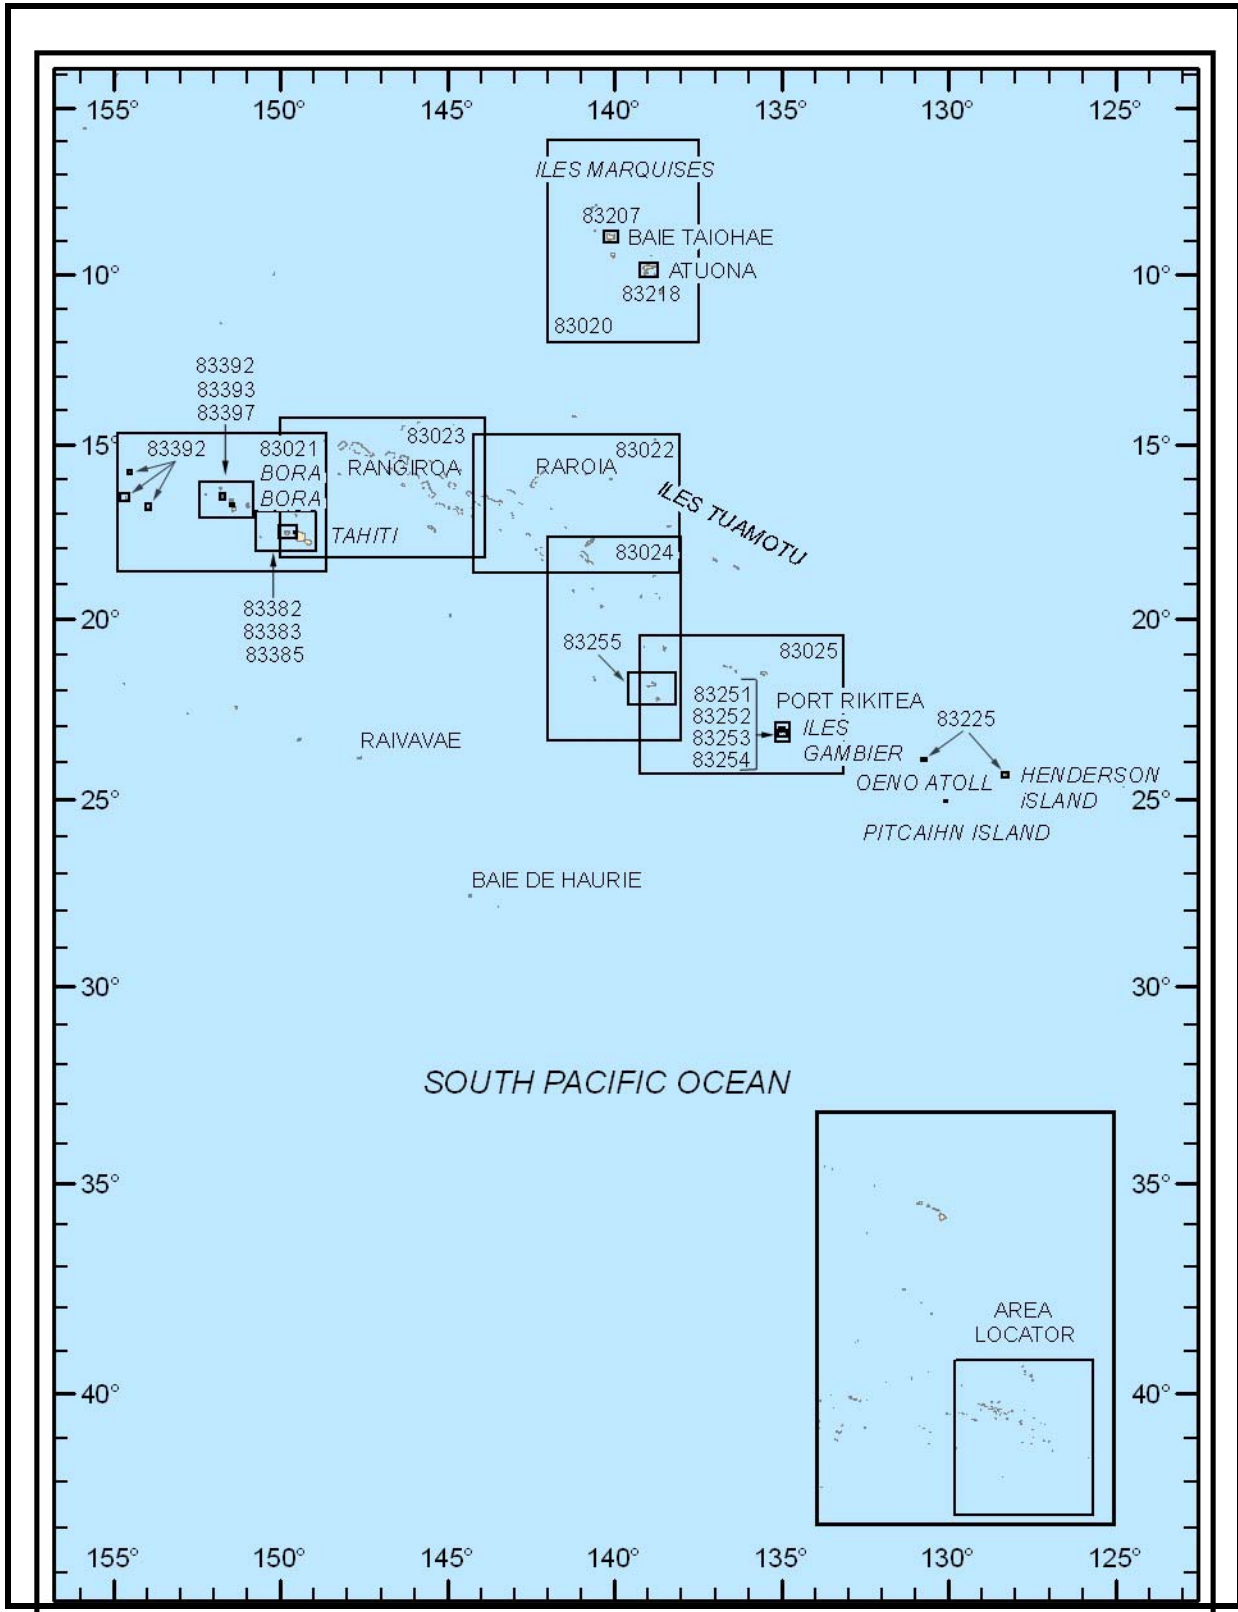 155° 150° 145° 140° 135° 130° 125°
ILES MARQUISES
83207
BAIE TAIOHAE
10° ATUONA 10°
83218
83020
83392
83393
83397
15° 83392 83021 83023 83022 15°
BORA
BORA
RANGIROA
RAROIA
ILES TUAMOTU
TAHITI
83024
83382
83383
83385
20° 20°
83255
83025
83251
83252
83253
83254
PORT RIKITEA
ILES
GAMBIER
83225
RAIVAVAE
OENO ATOLL
HENDERSON
iSLAND
25° 25°
PITCAIHN ISLAND
BAIE DE HAURIE
30° 30°
SOUTH PACIFIC OCEAN
35° 35°
AREA
LOCATOR
40° 40°
155° 150° 145° 140° 135° 130° 125°